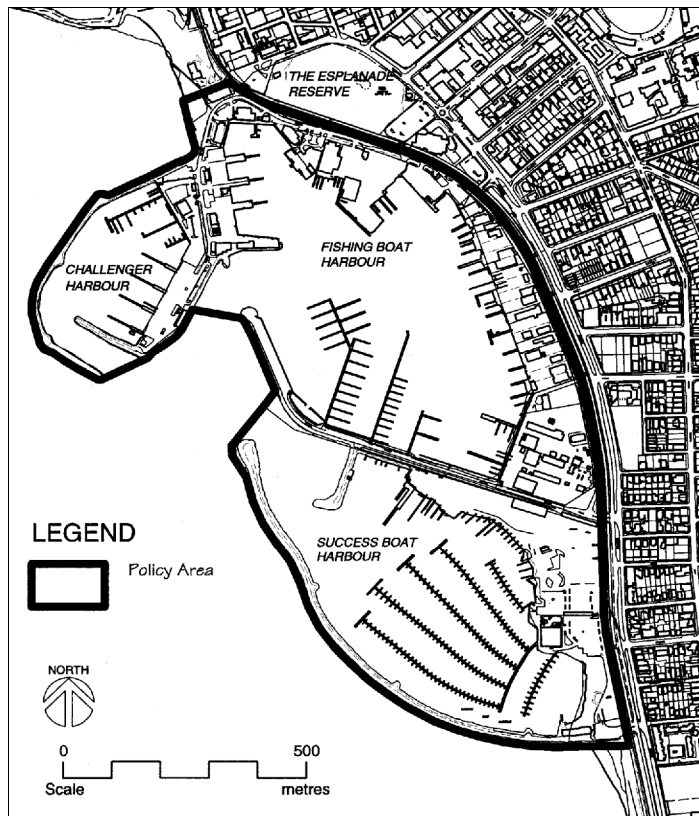 THE ESPLANADE
RESERVE
FISHING BOAT
HARBOUR
CHALLENGER
HARBOUR
SUCCESS BOAT
HARBOUR
LEGEND
Policy Area
NORTH
0 500
Scale metres